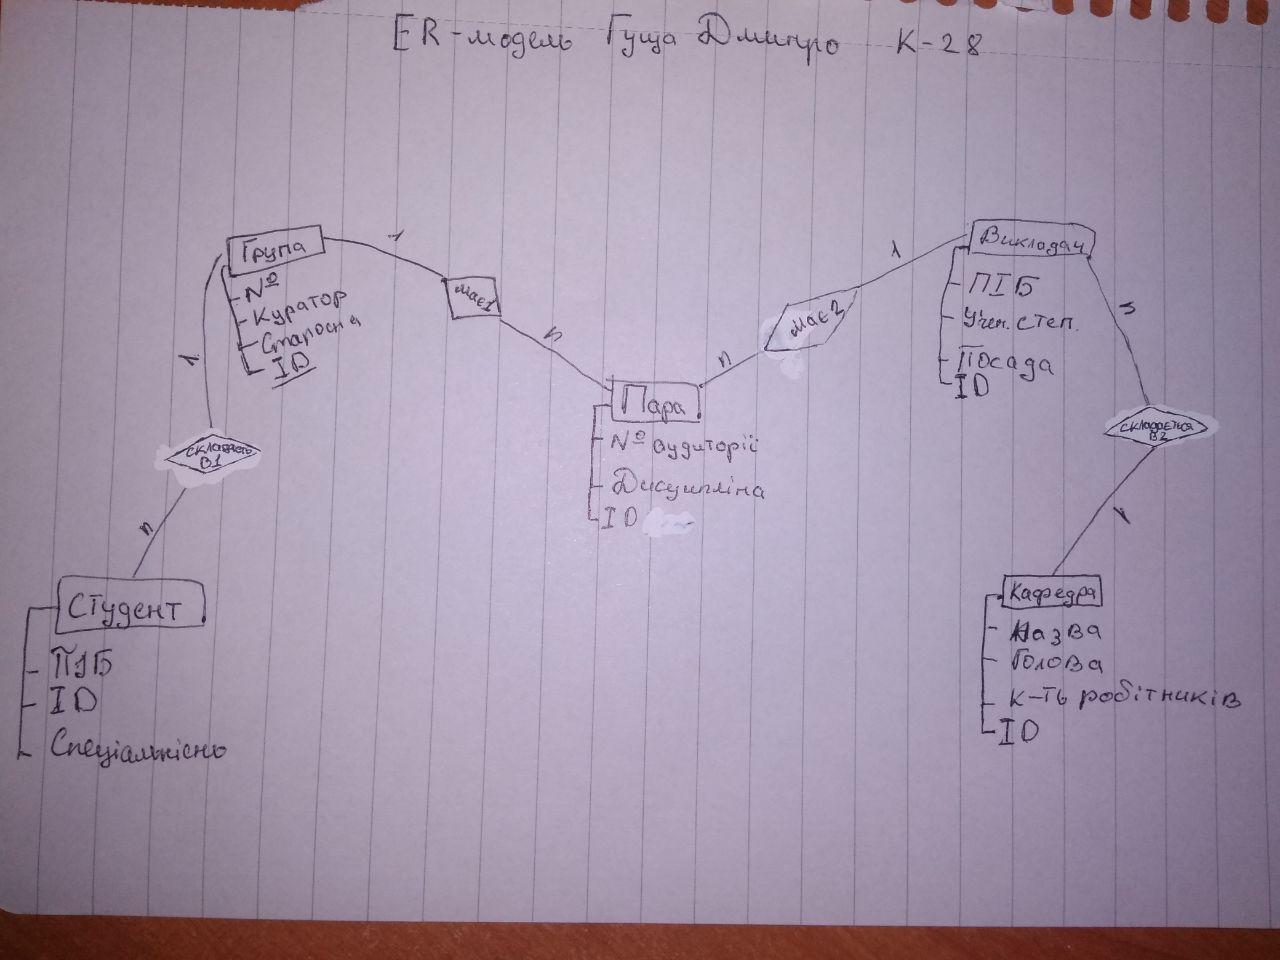 ER-модель Гуща Дмитро К-28
Група
№
Куратор
Староста
ID
1
має1
n
1
складається
в1
n
Студент
ПІБ
ID
Спеціальність
Пара
№ аудиторії
Дисципліна
ID
n
має2
1
Викладач
ПІБ
Учен. степ.
Посада
ID
n
складається
в2
1
Кафедра
Назва
Голова
к-ть робітників
ID